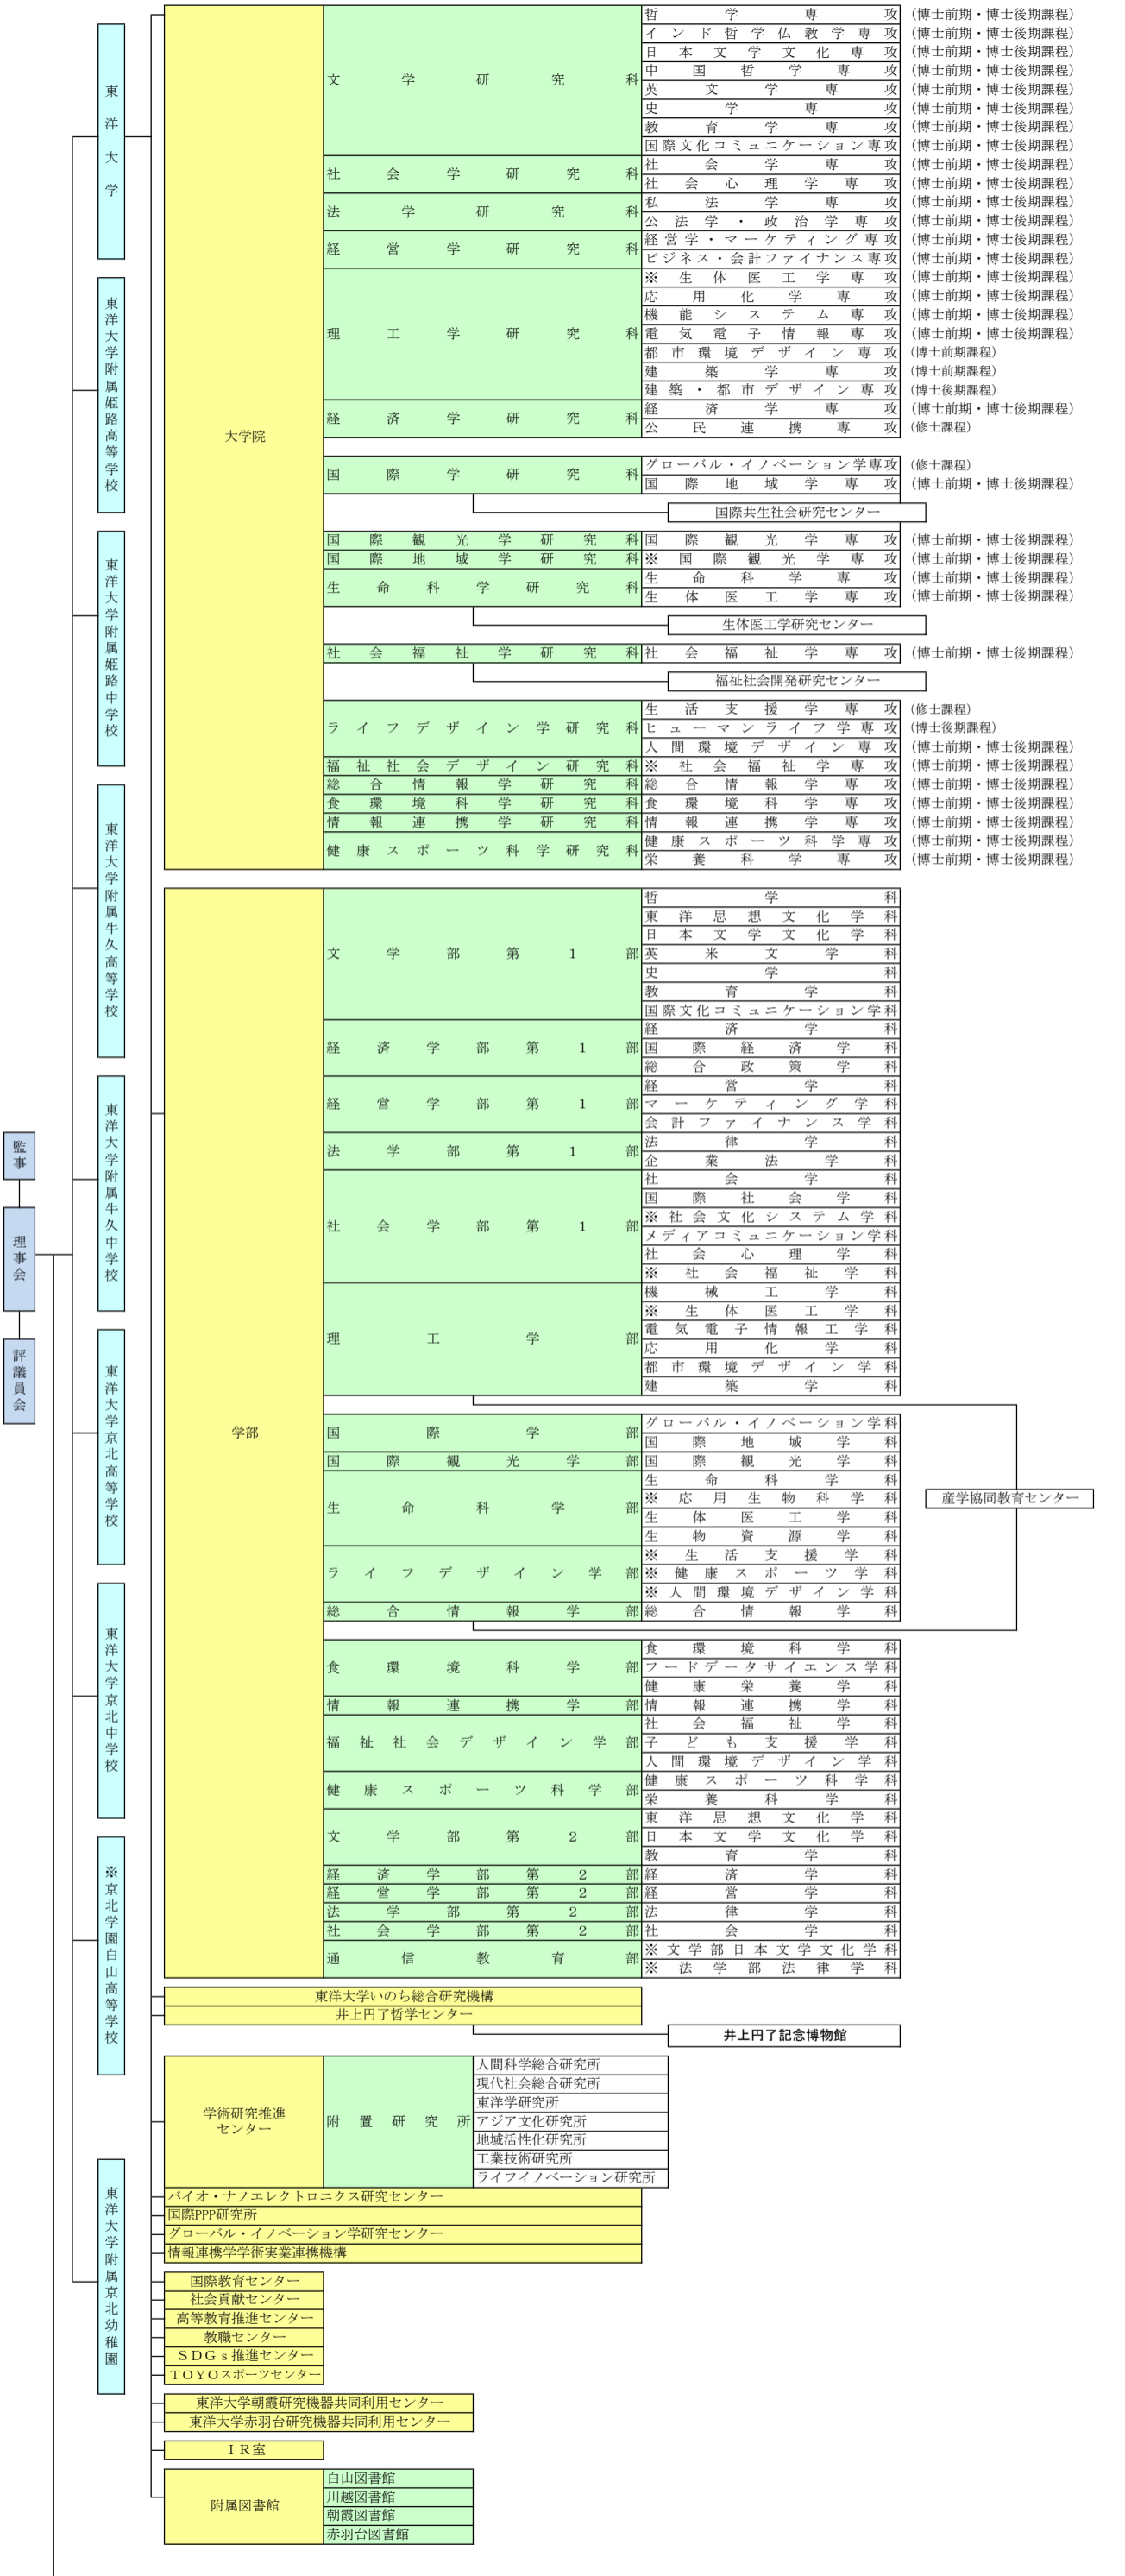 監事
理事会
評議員会
東洋大学
東洋大学附属姫路高等学校
東洋大学附属姫路中学校
東洋大学附属牛久高等学校
東洋大学附属牛久中学校
東洋大学京北高等学校
東洋大学京北中学校
※京北学園白山高等学校
東洋大学附属京北幼稚園
大学院
文学研究科
哲学専攻 (博士前期・博士後期課程)
インド哲学仏教学専攻 (博士前期・博士後期課程)
日本文学文化専攻 (博士前期・博士後期課程)
中国哲学専攻 (博士前期・博士後期課程)
英文学専攻 (博士前期・博士後期課程)
史学専攻 (博士前期・博士後期課程)
教育学専攻 (博士前期・博士後期課程)
国際文化コミュニケーション専攻 (博士前期・博士後期課程)
社会学研究科
社会学専攻 (博士前期・博士後期課程)
社会心理学専攻 (博士前期・博士後期課程)
法学研究科
私法学専攻 (博士前期・博士後期課程)
公法学・政治学専攻 (博士前期・博士後期課程)
経営学研究科
経営学・マーケティング専攻 (博士前期・博士後期課程)
ビジネス・会計ファイナンス専攻 (博士前期・博士後期課程)
理工学研究科
※生体医工学専攻 (博士前期・博士後期課程)
応用化学専攻 (博士前期・博士後期課程)
機能システム専攻 (博士前期・博士後期課程)
電気電子情報専攻 (博士前期・博士後期課程)
都市環境デザイン専攻 (博士前期課程)
建築学専攻 (博士前期課程)
建築・都市デザイン専攻 (博士後期課程)
経済学研究科
経済学専攻 (博士前期・博士後期課程)
公民連携専攻 (修士課程)
国際学研究科
グローバル・イノベーション学専攻 (修士課程)
国際地域学専攻 (博士前期・博士後期課程)
国際共生社会研究センター
国際観光学研究科 国際観光学専攻 (博士前期・博士後期課程)
国際地域学研究科 ※国際観光学専攻 (博士前期・博士後期課程)
生命科学研究科
生命科学専攻 (博士前期・博士後期課程)
生体医工学専攻 (博士前期・博士後期課程)
生体医工学研究センター
社会福祉学研究科 社会福祉学専攻 (博士前期・博士後期課程)
福祉社会開発研究センター
ライフデザイン学研究科
生活支援学専攻 (修士課程)
ヒューマンライフ学専攻 (博士後期課程)
人間環境デザイン専攻 (博士前期・博士後期課程)
福祉社会デザイン研究科 ※社会福祉学専攻 (博士前期・博士後期課程)
総合情報学研究科 総合情報学専攻 (博士前期・博士後期課程)
食環境科学研究科 食環境科学専攻 (博士前期・博士後期課程)
情報連携学研究科 情報連携学専攻 (博士前期・博士後期課程)
健康スポーツ科学研究科
健康スポーツ科学専攻 (博士前期・博士後期課程)
栄養科学専攻 (博士前期・博士後期課程)
学部
文学部第1部
哲学科
東洋思想文化学科
日本文学文化学科
英米文学科
史学科
教育学科
国際文化コミュニケーション学科
経済学部第1部
経済学科
国際経済学科
総合政策学科
経営学部第1部
経営学科
マーケティング学科
会計ファイナンス学科
法学部第1部
法律学科
企業法学科
社会学部第1部
社会学科
国際社会学科
※社会文化システム学科
メディアコミュニケーション学科
社会心理学科
※社会福祉学科
理工学部
機械工学科
※生体医工学科
電気電子情報工学科
応用化学科
都市環境デザイン学科
建築学科
国際学部
グローバル・イノベーション学科
国際地域学科
国際観光学部 国際観光学科
生命科学部
生命科学科
※応用生物科学科
生体医工学科
生物資源学科
産学協同教育センター
ライフデザイン学部
※生活支援学科
※健康スポーツ学科
※人間環境デザイン学科
総合情報学部 総合情報学科
食環境科学部
食環境科学科
フードデータサイエンス学科
健康栄養学科
情報連携学部 情報連携学科
福祉社会デザイン学部
社会福祉学科
子ども支援学科
人間環境デザイン学科
健康スポーツ科学部
健康スポーツ科学科
栄養科学科
文学部第2部
東洋思想文化学科
日本文学文化学科
教育学科
経済学部第2部 経済学科
経営学部第2部 経営学科
法学部第2部 法律学科
社会学部第2部 社会学科
通信教育部
※文学部日本文学文化学科
※法学部法律学科
東洋大学いのち総合研究機構
井上円了哲学センター
井上円了記念博物館
学術研究推進
センター
附置研究所
人間科学総合研究所
現代社会総合研究所
東洋学研究所
アジア文化研究所
地域活性化研究所
工業技術研究所
ライフイノベーション研究所
バイオ・ナノエレクトロニクス研究センター
国際PPP研究所
グローバル・イノベーション学研究センター
情報連携学学術実業連携機構
国際教育センター
社会貢献センター
高等教育推進センター
教職センター
ＳＤＧｓ推進センター
ＴＯＹＯスポーツセンター
東洋大学朝霞研究機器共同利用センター
東洋大学赤羽台研究機器共同利用センター
ＩＲ室
附属図書館
白山図書館
川越図書館
朝霞図書館
赤羽台図書館